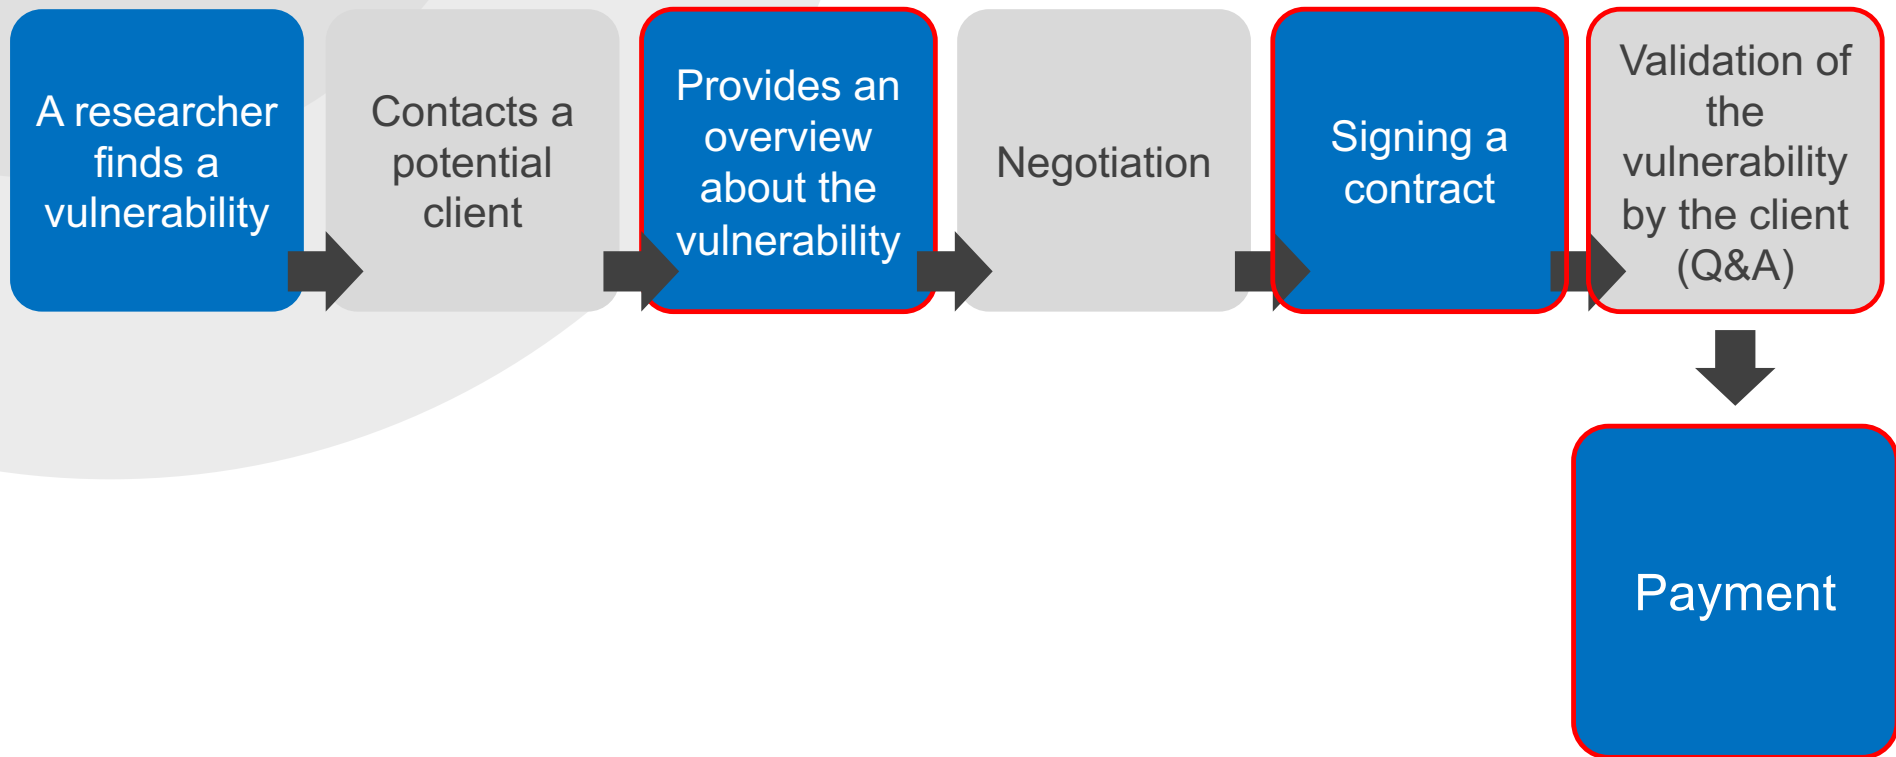 A researcher
finds a
vulnerability
Contacts a
potential
client
Provides an
overview
about the
vulnerability
Negotiation
Signing a
contract
Validation of
the
vulnerability
by the client
(Q&A)
Payment